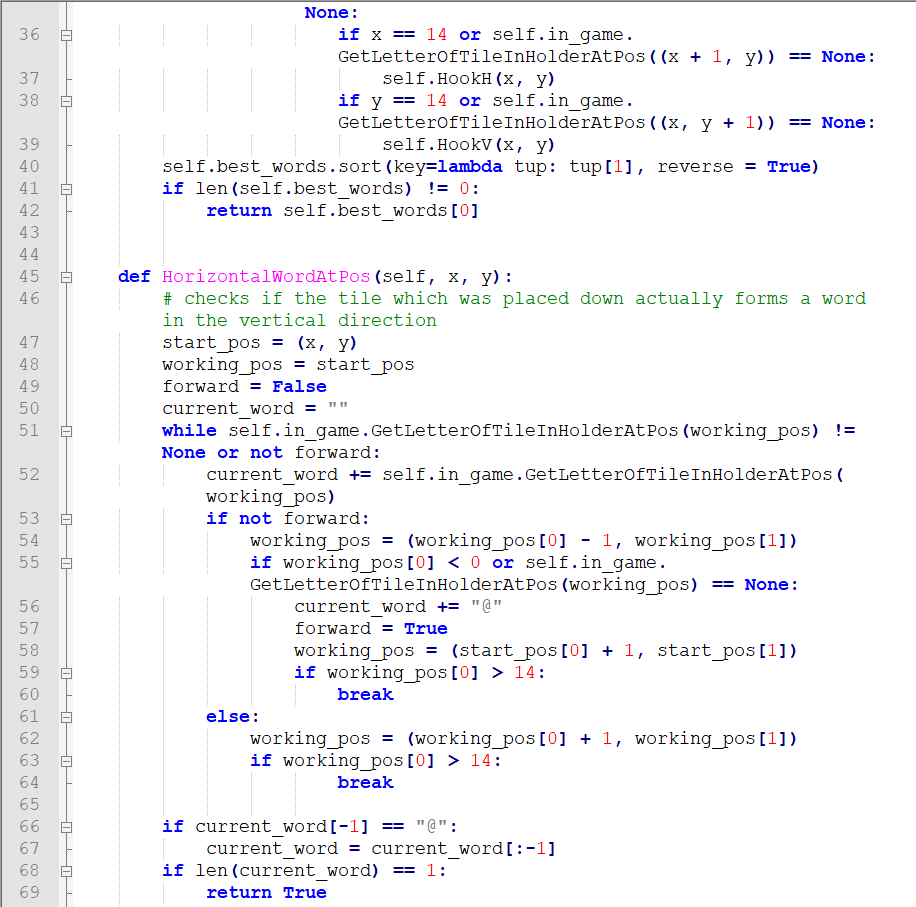 None:
36 if x == 14 or self.in_game.
GetLetterOfTileInHolderAtPos((x + 1, y)) == None:
37 self.HookH(x, y)
38 if y == 14 or self.in_game.
GetLetterOfTileInHolderAtPos((x, y + 1)) == None:
39 self.HookV(x, y)
40 self.best_words.sort(key=lambda tup: tup[1], reverse = True)
41 if len(self.best_words) != 0:
42 return self.best_words[0]
43
44
45 def HorizontalWordAtPos(self, x, y):
46 # checks if the tile which was placed down actually forms a word
in the vertical direction
47 start_pos = (x, y)
48 working_pos = start_pos
49 forward = False
50 current_word = ""
51 while self.in_game.GetLetterOfTileInHolderAtPos(working_pos) !=
None or not forward:
52 current_word += self.in_game.GetLetterOfTileInHolderAtPos(
working_pos)
53 if not forward:
54 working_pos = (working_pos[0] - 1, working_pos[1])
55 if working_pos[0] < 0 or self.in_game.
GetLetterOfTileInHolderAtPos(working_pos) == None:
56 current_word += "@"
57 forward = True
58 working_pos = (start_pos[0] + 1, start_pos[1])
59 if working_pos[0] > 14:
60 break
61 else:
62 working_pos = (working_pos[0] + 1, working_pos[1])
63 if working_pos[0] > 14:
64 break
65
66 if current_word[-1] == "@":
67 current_word = current_word[:-1]
68 if len(current_word) == 1:
69 return True